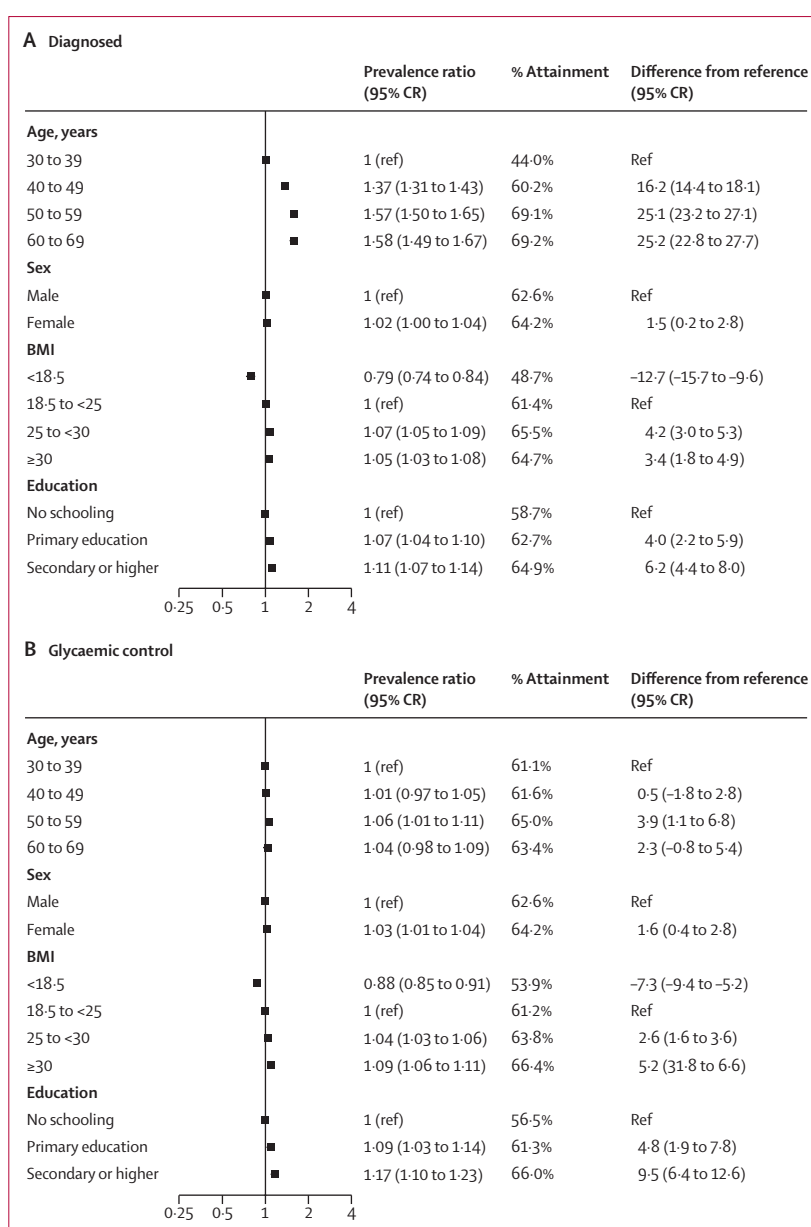 A Diagnosed
Prevalence ratio (95% CR) % Attainment Difference from reference (95% CR)
Age, years
30 to 39 1 (ref) 44·0% Ref
40 to 49 1·37 (1·31 to 1·43) 60·2% 16·2 (14·4 to 18·1)
50 to 59 1·57 (1·50 to 1·65) 69·1% 25·1 (23·2 to 27·1)
60 to 69 1·58 (1·49 to 1·67) 69·2% 25·2 (22·8 to 27·7)
Sex
Male 1 (ref) 62·6% Ref
Female 1·02 (1·00 to 1·04) 64·2% 1·5 (0·2 to 2·8)
BMI
<18·5 0·79 (0·74 to 0·84) 48·7% –12·7 (–15·7 to –9·6)
18·5 to <25 1 (ref) 61·4% Ref
25 to <30 1·07 (1·05 to 1·09) 65·5% 4·2 (3·0 to 5·3)
≥30 1·05 (1·03 to 1·08) 64·7% 3·4 (1·8 to 4·9)
Education
No schooling 1 (ref) 58·7% Ref
Primary education 1·07 (1·04 to 1·10) 62·7% 4·0 (2·2 to 5·9)
Secondary or higher 1·11 (1·07 to 1·14) 64·9% 6·2 (4·4 to 8·0)
0·25 0·5 1 2 4
B Glycaemic control
Prevalence ratio (95% CR) % Attainment Difference from reference (95% CR)
Age, years
30 to 39 1 (ref) 61·1% Ref
40 to 49 1·01 (0·97 to 1·05) 61·6% 0·5 (–1·8 to 2·8)
50 to 59 1·06 (1·01 to 1·11) 65·0% 3·9 (1·1 to 6·8)
60 to 69 1·04 (0·98 to 1·09) 63·4% 2·3 (–0·8 to 5·4)
Sex
Male 1 (ref) 62·6% Ref
Female 1·03 (1·01 to 1·04) 64·2% 1·6 (0·4 to 2·8)
BMI
<18·5 0·88 (0·85 to 0·91) 53·9% –7·3 (–9·4 to –5·2)
18·5 to <25 1 (ref) 61·2% Ref
25 to <30 1·04 (1·03 to 1·06) 63·8% 2·6 (1·6 to 3·6)
≥30 1·09 (1·06 to 1·11) 66·4% 5·2 (31·8 to 6·6)
Education
No schooling 1 (ref) 56·5% Ref
Primary education 1·09 (1·03 to 1·14) 61·3% 4·8 (1·9 to 7·8)
Secondary or higher 1·17 (1·10 to 1·23) 66·0% 9·5 (6·4 to 12·6)
0·25 0·5 1 2 4